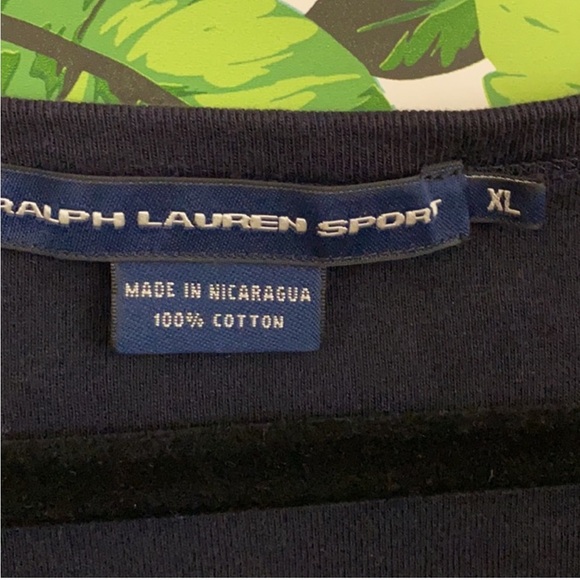 RALPH LAUREN SPORT
XL
MADE IN NICARAGUA
100% COTTON